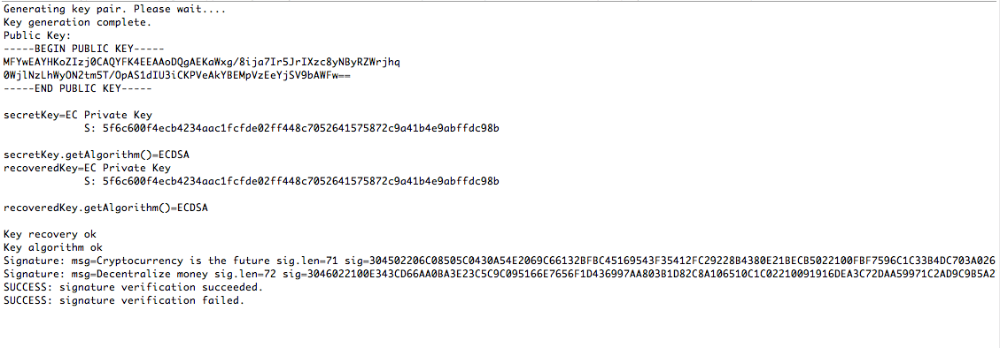 Generating key pair. Please wait....
Key generation complete.
Public Key:
-----BEGIN PUBLIC KEY-----
MFYwEAYHKoZIzj0CAQYFK4EEAAoDQgAEKaWxg/8ija7Ir5JrIXzc8yNByRZWrjhq
0WjlNzLhWyON2tm5T/OpAS1dIU3iCKPVeAkYBEMpVzEeYjSV9bAWFw==
-----END PUBLIC KEY-----
secretKey=EC Private Key
S: 5f6c600f4ecb4234aac1fcfde02ff448c7052641575872c9a41b4e9abffdc98b
secretKey.getAlgorithm()=ECDSA
recoveredKey=EC Private Key
S: 5f6c600f4ecb4234aac1fcfde02ff448c7052641575872c9a41b4e9abffdc98b
recoveredKey.getAlgorithm()=ECDSA
Key recovery ok
Key algorithm ok
Signature: msg=Cryptocurrency is the future sig.len=71 sig=304502206C08505C0430A54E2069C66132BFBC45169543F35412FC29228B4380E21BECB5022100FBF7596C1C33B4DC703A026
Signature: msg=Decentralize money sig.len=72 sig=3046022100E343CD66AA0BA3E23C5C9C095166E7656F1D436997AA803B1D82C8A106510C1C02210091916DEA3C72DAA59971C2AD9C9B5A2
SUCCESS: signature verification succeeded.
SUCCESS: signature verification failed.